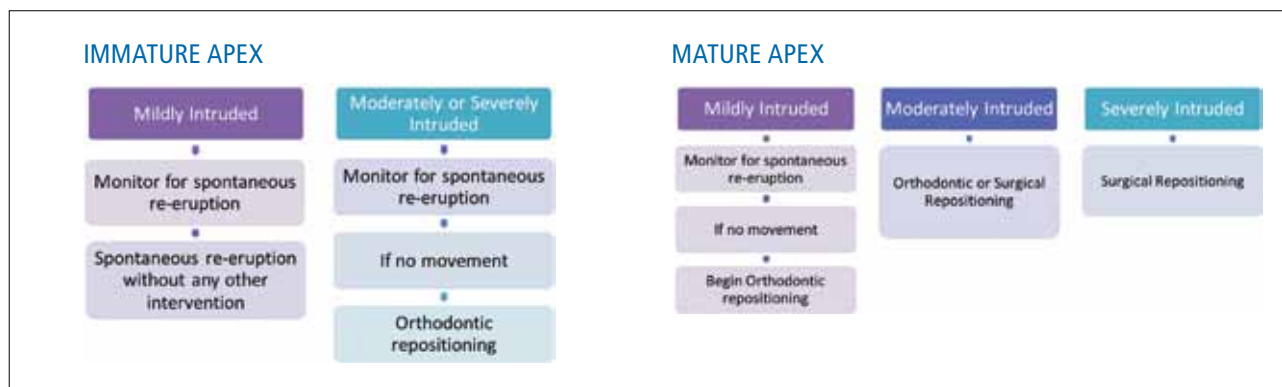 IMMATURE APEX
Mildly Intruded
Monitor for spontaneous
re-eruption
Spontaneous re-eruption
without any other
intervention
Moderately or Severely
Intruded
Monitor for spontaneous
re-eruption
If no movement
Orthodontic
repositioning
MATURE APEX
Mildly Intruded
Monitor for spontaneous
re-eruption
If no movement
Begin Orthodontic
repositioning
Moderately Intruded
Orthodontic or Surgical
Repositioning
Severely Intruded
Surgical Repositioning